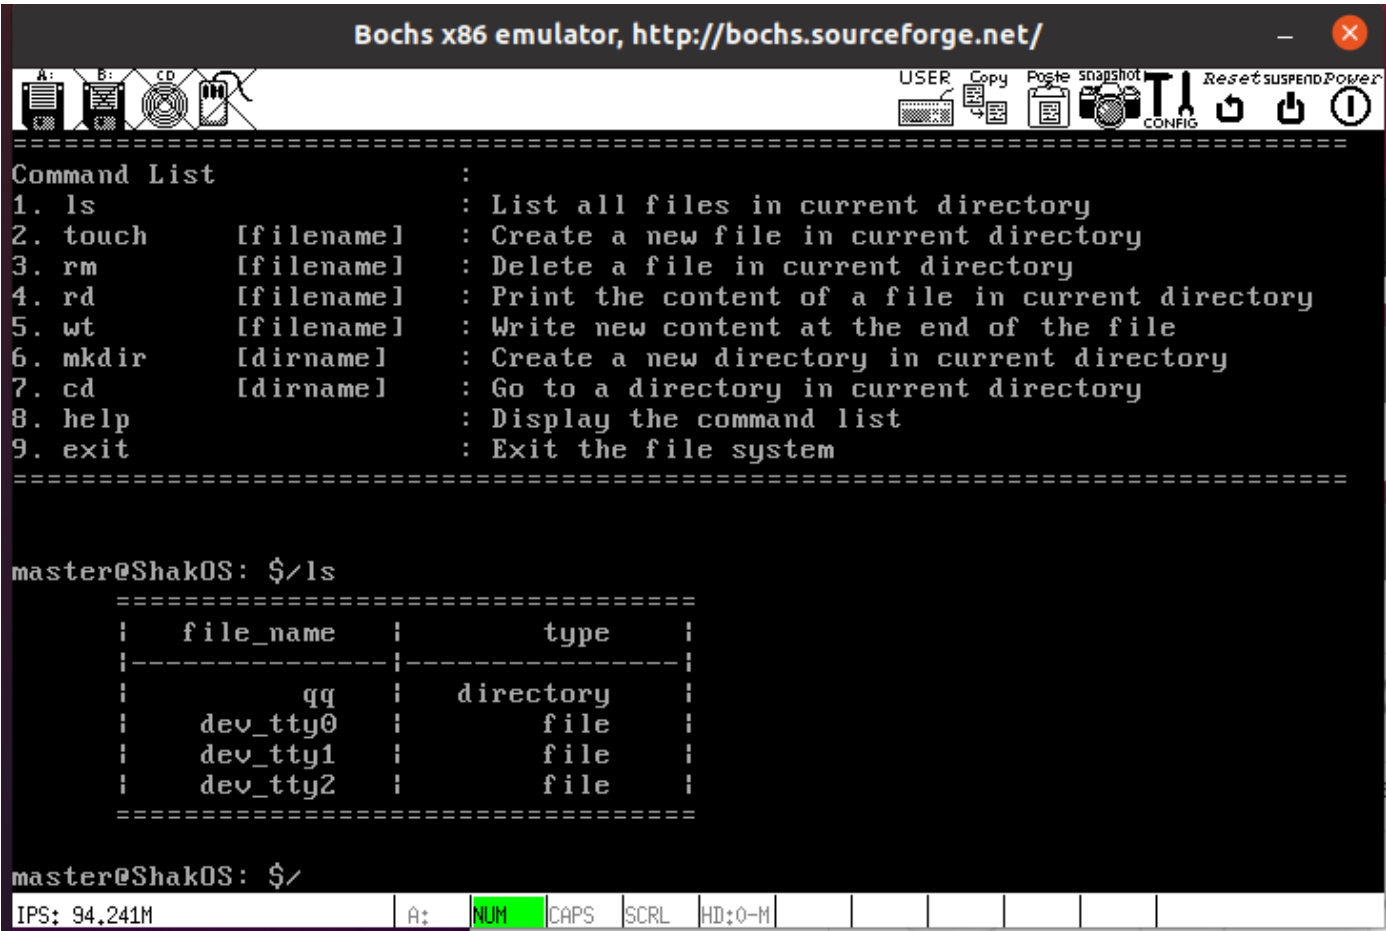 Bochs x86 emulator, http://bochs.sourceforge.net/
A: B: CD USER Copy Paste snapshot CONFIG Reset SUSPEND Power
===============================================================================
Command List :
1. ls : List all files in current directory
2. touch [filename] : Create a new file in current directory
3. rm [filename] : Delete a file in current directory
4. rd [filename] : Print the content of a file in current directory
5. wt [filename] : Write new content at the end of the file
6. mkdir [dirname] : Create a new directory in current directory
7. cd [dirname] : Go to a directory in current directory
8. help : Display the command list
9. exit : Exit the file system
===============================================================================
master@ShakOS: $/ls
==================================
| file_name | type |
|---------------|----------------|
| qq | directory |
| dev_tty0 | file |
| dev_tty1 | file |
| dev_tty2 | file |
==================================
master@ShakOS: $/
IPS: 94.241M A: NUM CAPS SCRL HD:0-M